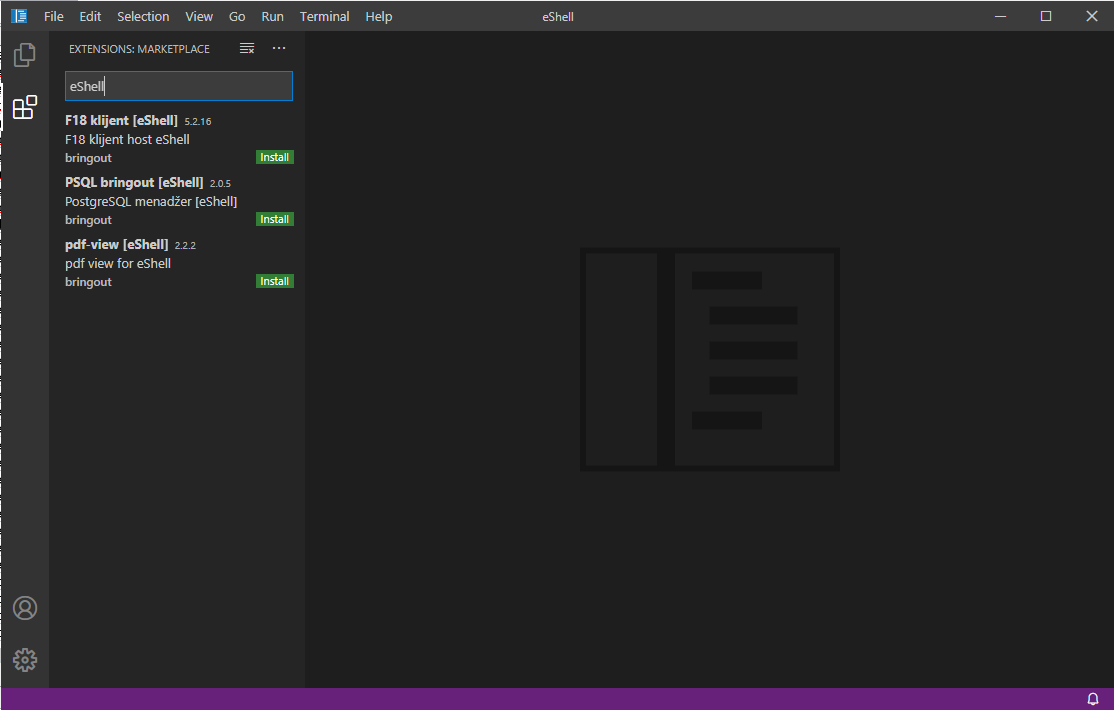 File Edit Selection View Go Run Terminal Help eShell
EXTENSIONS: MARKETPLACE
eShell
F18 klijent [eShell] 5.2.16
F18 klijent host eShell
bringout Install
PSQL bringout [eShell] 2.0.5
PostgreSQL menadžer [eShell]
bringout Install
pdf-view [eShell] 2.2.2
pdf view for eShell
bringout Install